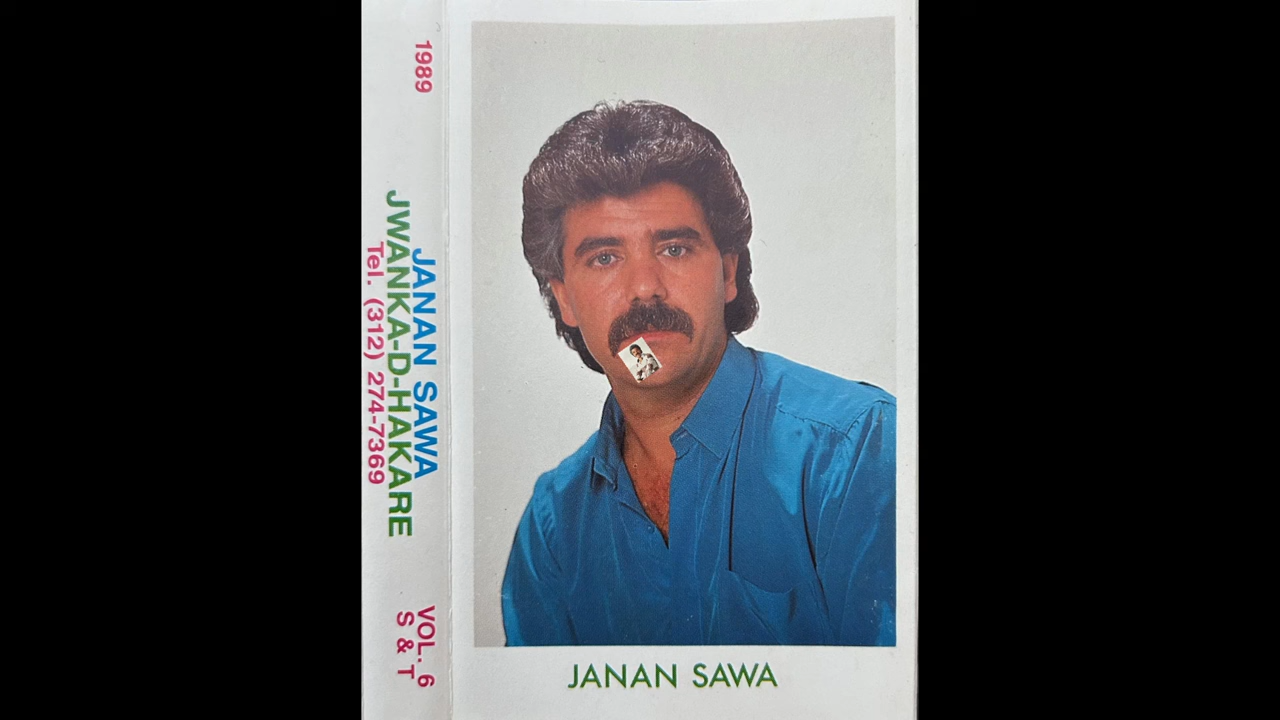 1989
JANAN SAWA
JWANKA-D-HAKARE
Tel. (312) 274-7369
VOL. 6
S & T
JANAN SAWA